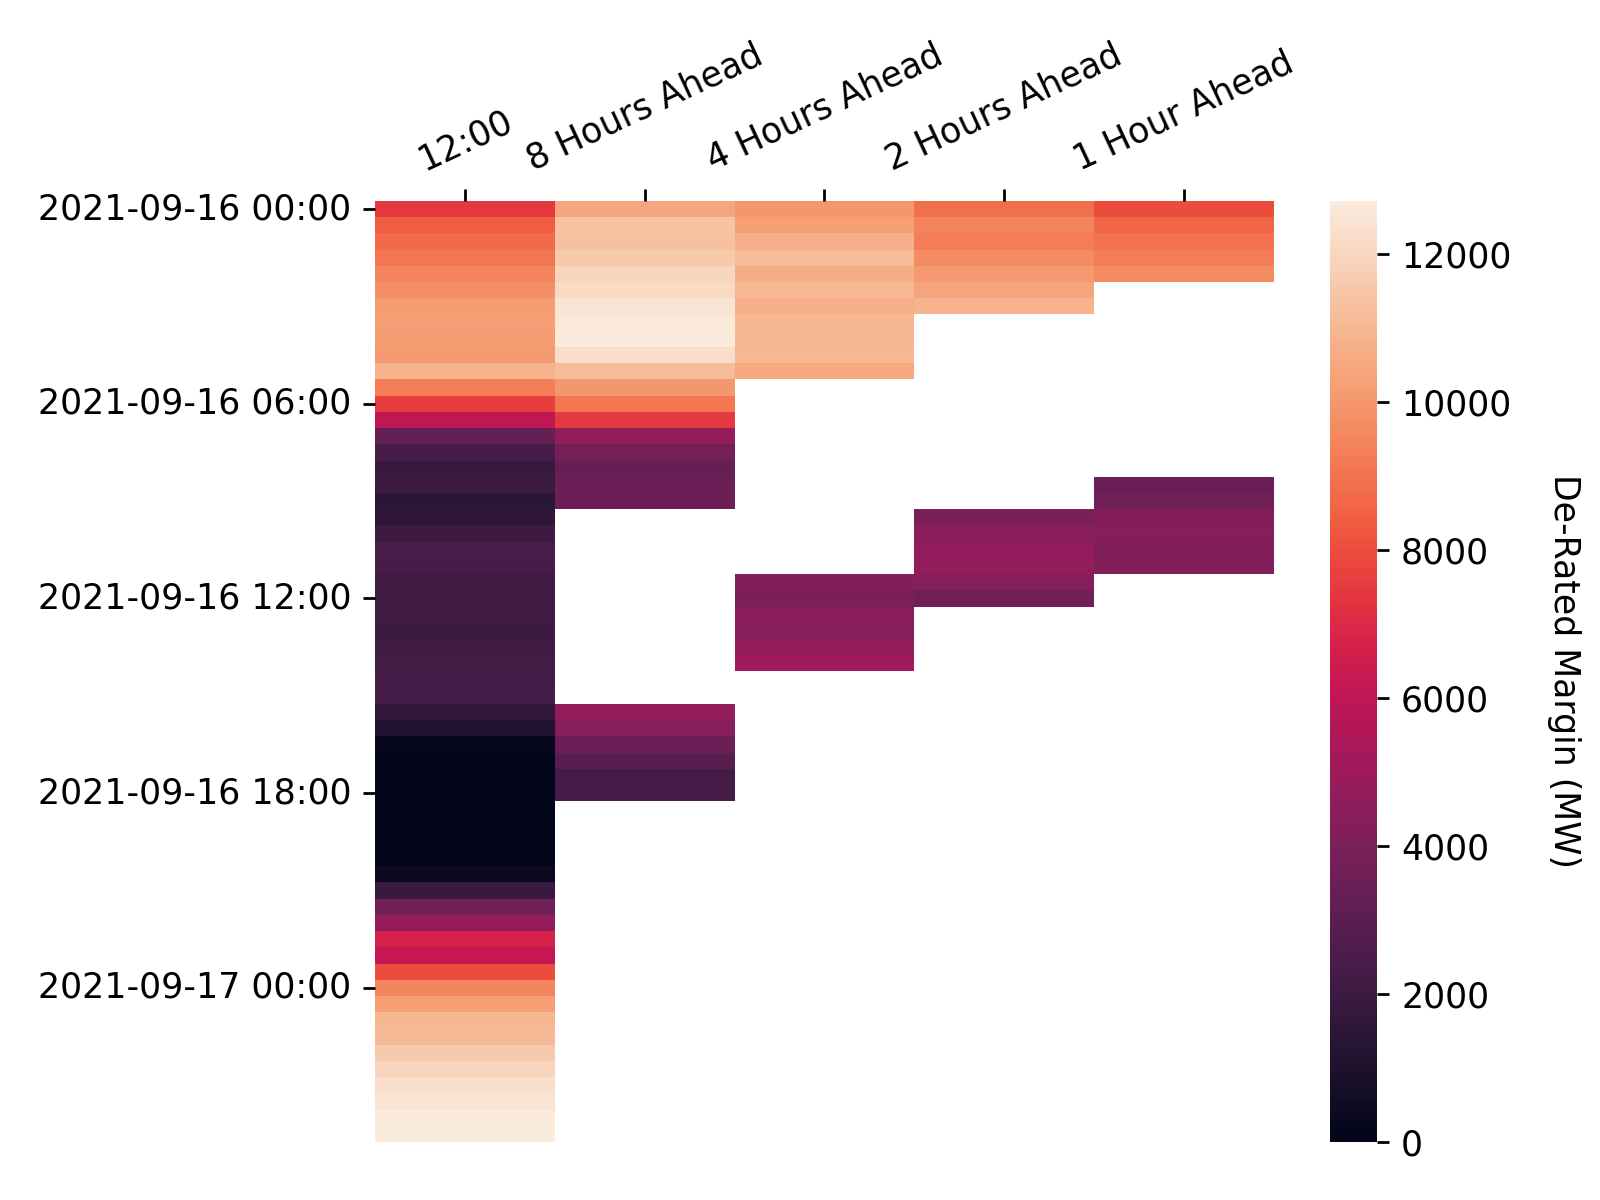 12:00
8 Hours Ahead
4 Hours Ahead
2 Hours Ahead
1 Hour Ahead
2021-09-16 00:00
2021-09-16 06:00
2021-09-16 12:00
2021-09-16 18:00
2021-09-17 00:00
12000
10000
8000
6000
4000
2000
0
De-Rated Margin (MW)